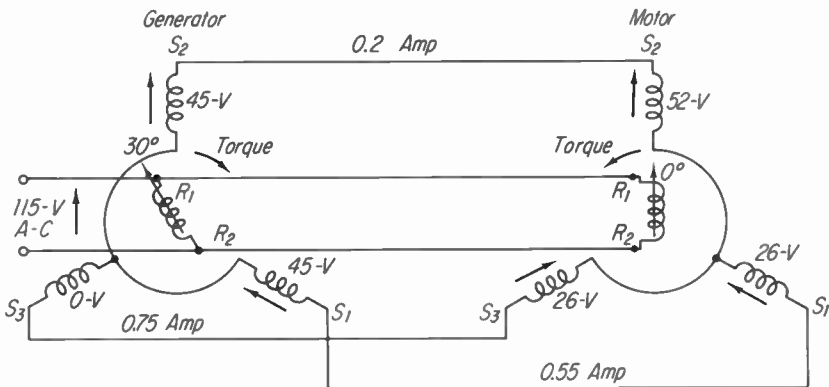 Generator
Motor
S2
0.2 Amp
S2
45-V
52-V
30°
Torque
Torque
0°
R1
R1
115-V
A-C
R2
R2
45-V
26-V
0-V
26-V
S3
0.75 Amp
S1
S3
S1
0.55 Amp